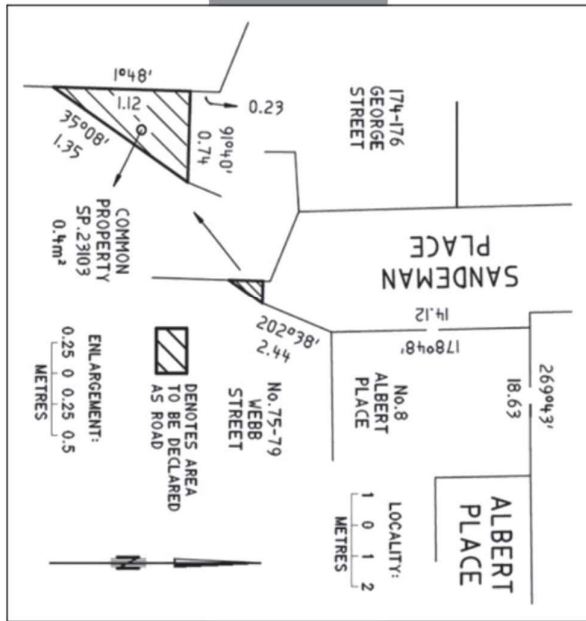 174-176
GEORGE
STREET
SANDEMAN
PLACE
1°48'
1.12
0.23
91°40'
0.74
35°08'
1.35
COMMON
PROPERTY
SP.23103
0.4m²
202°38'
2.44
178°48'
14.12
269°43'
18.63
No.8
ALBERT
PLACE
ALBERT
PLACE
No.75-79
WEBB
STREET
DENOTES AREA
TO BE DECLARED
AS ROAD
ENLARGEMENT:
0.25 0 0.25 0.5
METRES
LOCALITY:
1 0 1 2
METRES
N